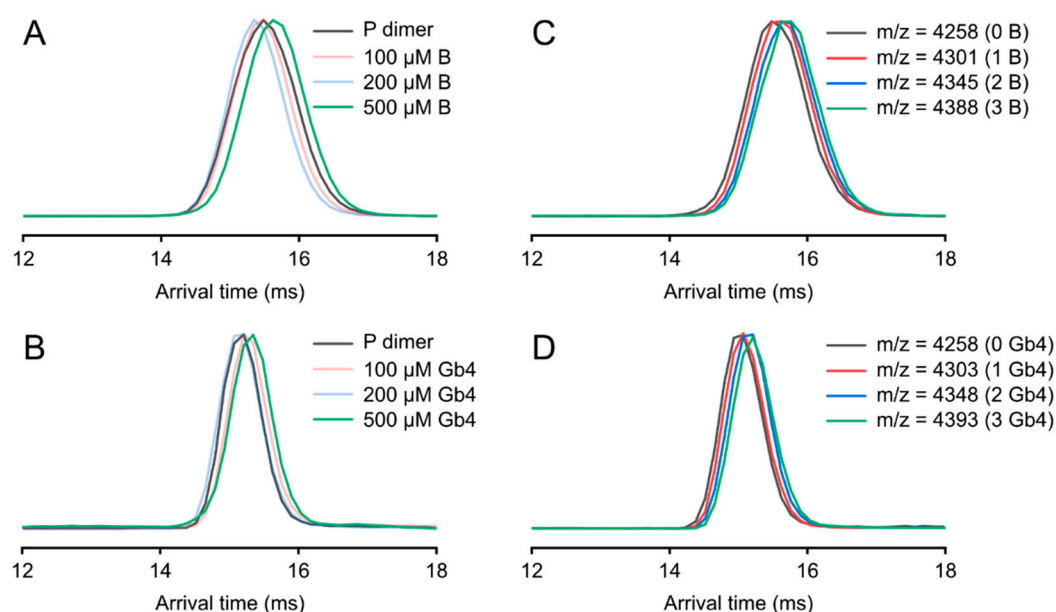 A
P dimer
100 μM B
200 μM B
500 μM B
12 14 16 18
Arrival time (ms)
C
m/z = 4258 (0 B)
m/z = 4301 (1 B)
m/z = 4345 (2 B)
m/z = 4388 (3 B)
12 14 16 18
Arrival time (ms)
B
P dimer
100 μM Gb4
200 μM Gb4
500 μM Gb4
12 14 16 18
Arrival time (ms)
D
m/z = 4258 (0 Gb4)
m/z = 4303 (1 Gb4)
m/z = 4348 (2 Gb4)
m/z = 4393 (3 Gb4)
12 14 16 18
Arrival time (ms)